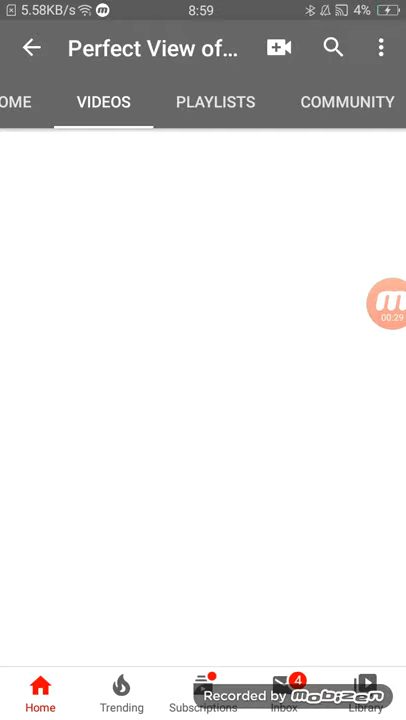 5.58KB/s 8:59 4%
Perfect View of...
OME VIDEOS PLAYLISTS COMMUNITY
00:29
4
Home Trending Subscriptions Inbox Library
Recorded by mobizen